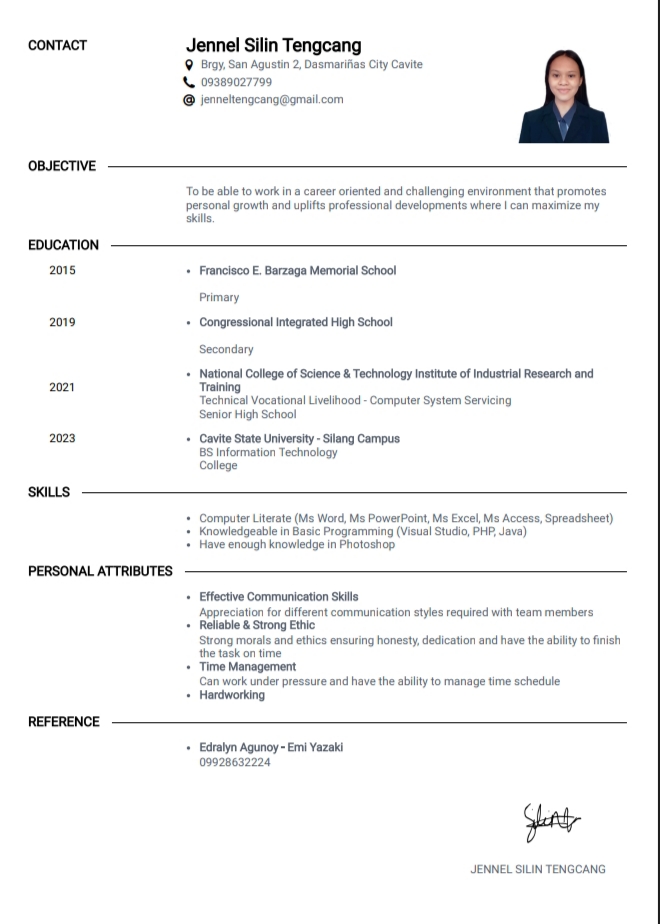 CONTACT
Jennel Silin Tengcang
Brgy, San Agustin 2, Dasmariñas City Cavite
09389027799
jenneltengcang@gmail.com
OBJECTIVE
To be able to work in a career oriented and challenging environment that promotes
personal growth and uplifts professional developments where I can maximize my
skills.
EDUCATION
2015
• Francisco E. Barzaga Memorial School
Primary
2019
• Congressional Integrated High School
Secondary
2021
• National College of Science & Technology Institute of Industrial Research and
Training
Technical Vocational Livelihood - Computer System Servicing
Senior High School
2023
• Cavite State University - Silang Campus
BS Information Technology
College
SKILLS
• Computer Literate (Ms Word, Ms PowerPoint, Ms Excel, Ms Access, Spreadsheet)
• Knowledgeable in Basic Programming (Visual Studio, PHP, Java)
• Have enough knowledge in Photoshop
PERSONAL ATTRIBUTES
• Effective Communication Skills
Appreciation for different communication styles required with team members
• Reliable & Strong Ethic
Strong morals and ethics ensuring honesty, dedication and have the ability to finish
the task on time
• Time Management
Can work under pressure and have the ability to manage time schedule
• Hardworking
REFERENCE
• Edralyn Agunoy - Emi Yazaki
09928632224
JENNEL SILIN TENGCANG